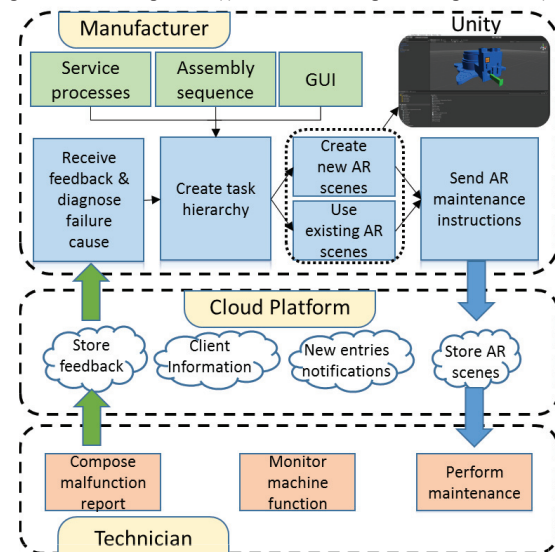 Manufacturer
Unity
Service
processes
Assembly
sequence
GUI
Receive
feedback &
diagnose
failure
cause
Create task
hierarchy
Create
new AR
scenes
Use
existing AR
scenes
Send AR
maintenance
instructions
Cloud Platform
Store
feedback
Client
Information
New entries
notifications
Store AR
scenes
Compose
malfunction
report
Monitor
machine
function
Perform
maintenance
Technician